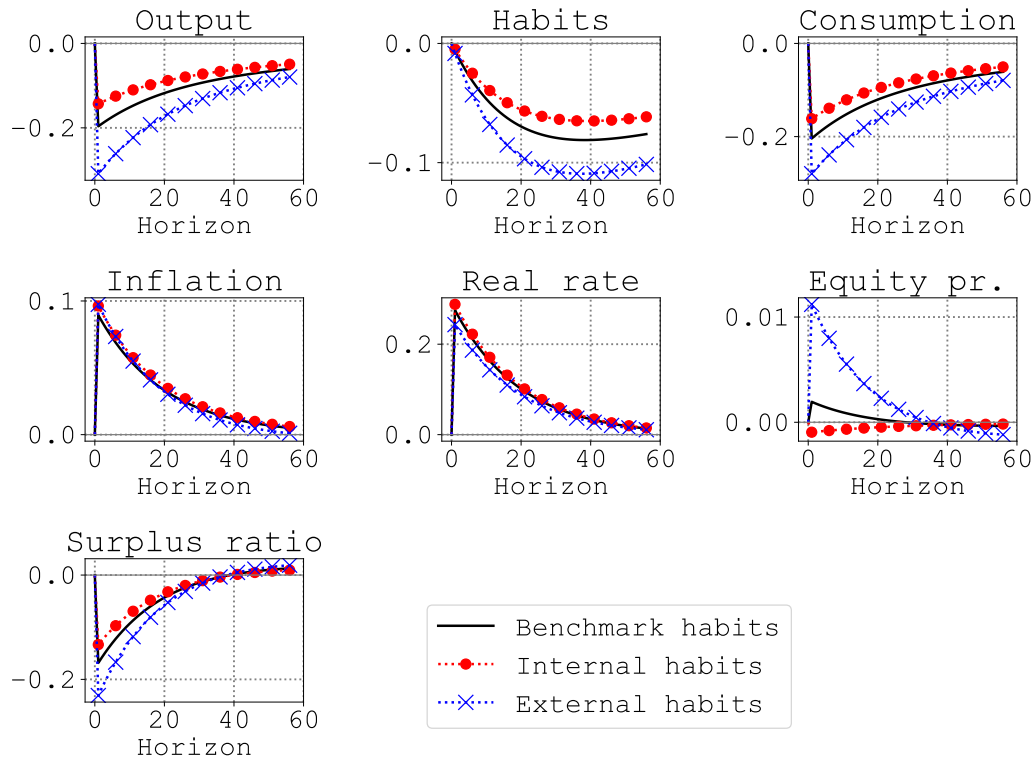 Output
0.0
−0.2
0 20 40 60
Horizon
Habits
0.0
−0.1
0 20 40 60
Horizon
Consumption
0.0
−0.2
0 20 40 60
Horizon
Inflation
0.1
0.0
0 20 40 60
Horizon
Real rate
0.2
0.0
0 20 40 60
Horizon
Equity pr.
0.01
0.00
0 20 40 60
Horizon
Surplus ratio
0.0
−0.2
0 20 40 60
Horizon
Benchmark habits
Internal habits
External habits